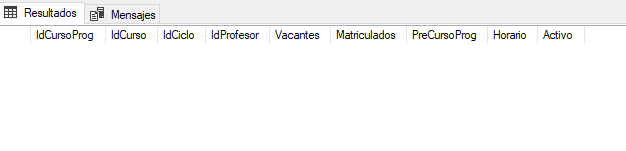 Resultados Mensajes
IdCursoProg IdCurso IdCiclo IdProfesor Vacantes Matriculados PreCursoProg Horario Activo